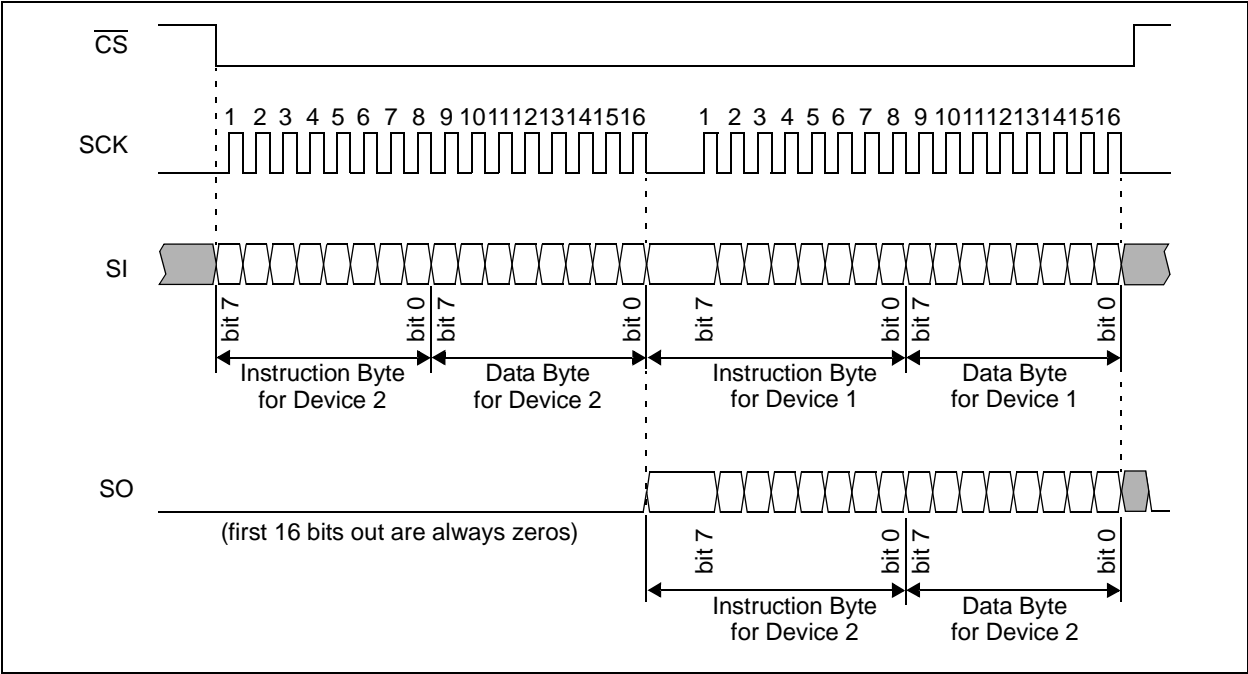 CS
1 2 3 4 5 6 7 8 9 10 11 12 13 14 15 16 1 2 3 4 5 6 7 8 9 10 11 12 13 14 15 16
SCK
SI
bit 7 bit 0 bit 7 bit 0 bit 7 bit 0 bit 7 bit 0
Instruction Byte Data Byte Instruction Byte Data Byte
for Device 2 for Device 2 for Device 1 for Device 1
SO
(first 16 bits out are always zeros)
bit 7 bit 0 bit 7 bit 0
Instruction Byte Data Byte
for Device 2 for Device 2